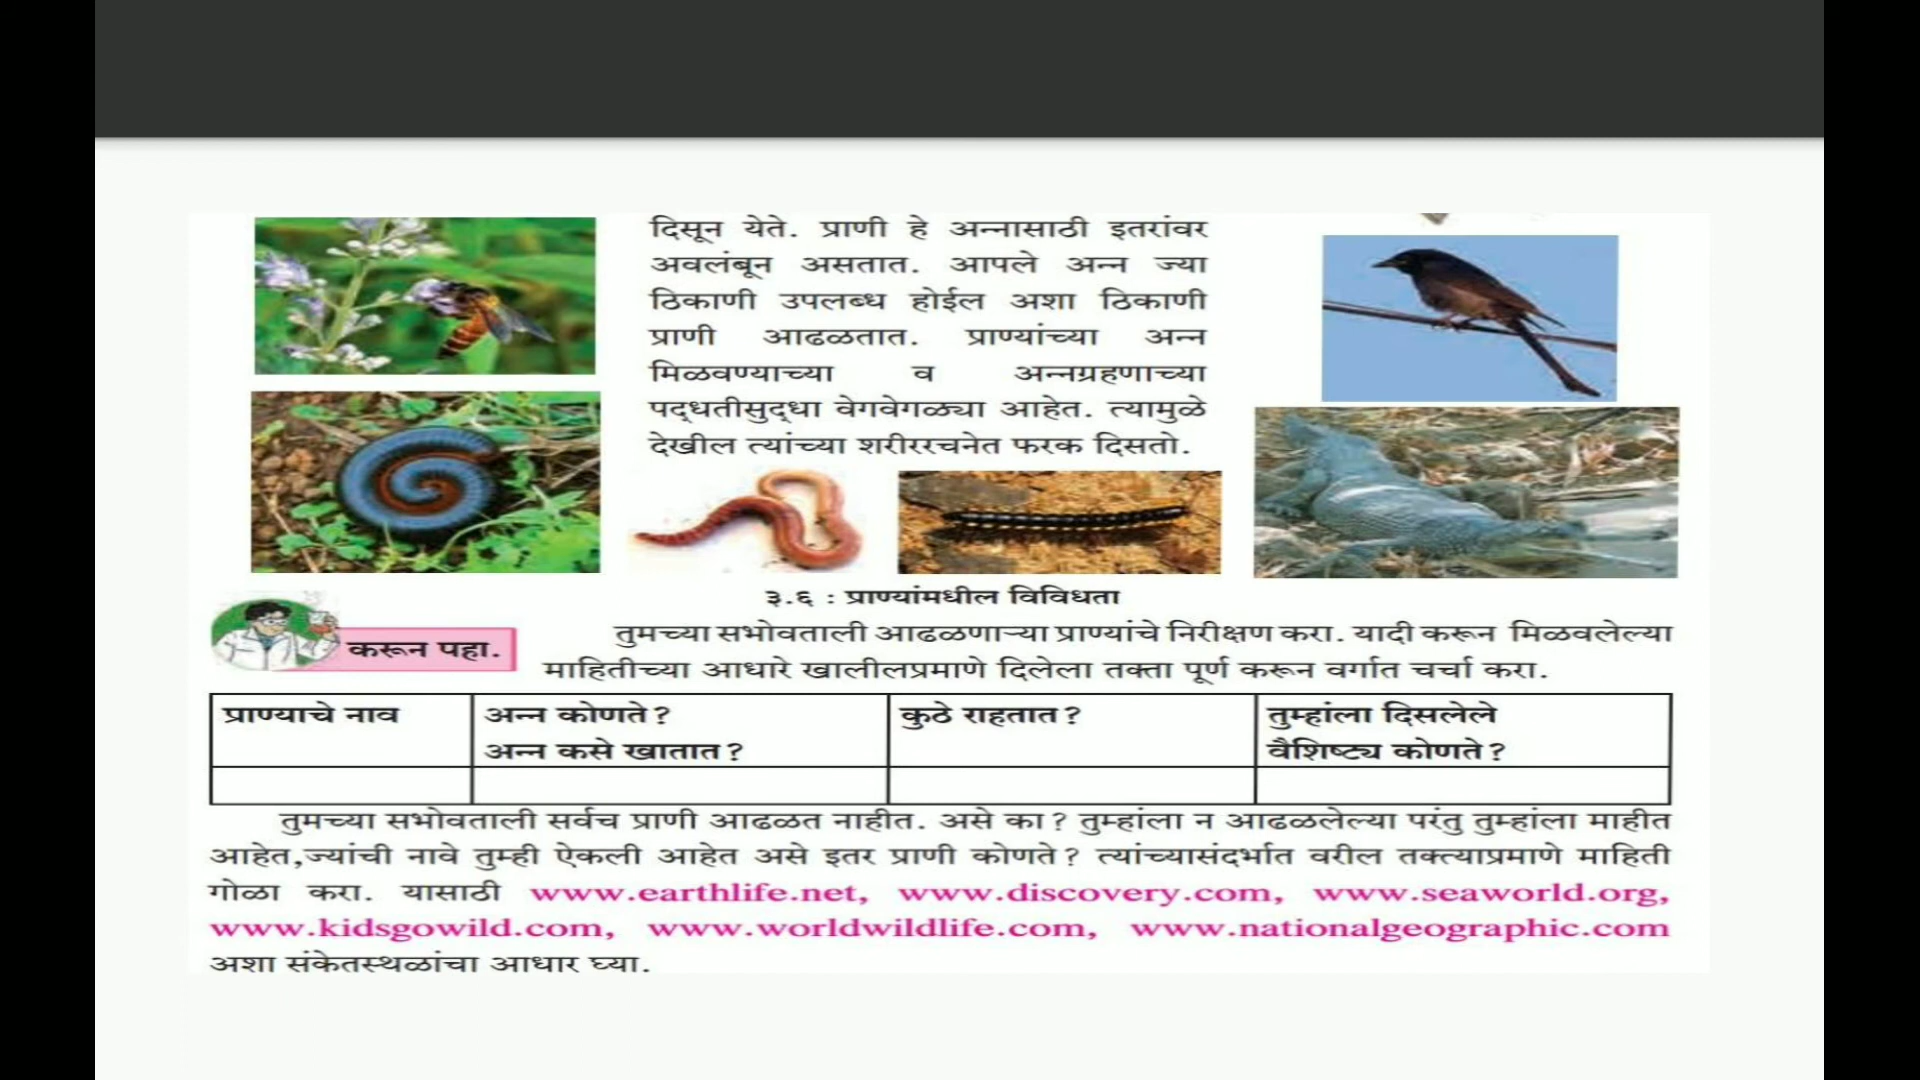 दिसून येते. प्राणी हे अन्नासाठी इतरांवर
अवलंबून असतात. आपले अन्न ज्या
ठिकाणी उपलब्ध होईल अशा ठिकाणी
प्राणी आढळतात. प्राण्यांच्या अन्न
मिळवण्याच्या व अन्नग्रहणाच्या
पद्धतीसुद्धा वेगवेगळ्या आहेत. त्यामुळे
देखील त्यांच्या शरीररचनेत फरक दिसतो.
३.६ : प्राण्यांमधील विविधता
करून पहा.
तुमच्या सभोवताली आढळणाऱ्या प्राण्यांचे निरीक्षण करा. यादी करून मिळवलेल्या
माहितीच्या आधारे खालीलप्रमाणे दिलेला तक्ता पूर्ण करून वर्गात चर्चा करा.
प्राण्याचे नाव
अन्न कोणते?
अन्न कसे खातात?
कुठे राहतात?
तुम्हांला दिसलेले
वैशिष्ट्य कोणते?
तुमच्या सभोवताली सर्वच प्राणी आढळत नाहीत. असे का? तुम्हांला न आढळलेल्या परंतु तुम्हांला माहीत
आहेत,ज्यांची नावे तुम्ही ऐकली आहेत असे इतर प्राणी कोणते? त्यांच्यासंदर्भात वरील तक्त्याप्रमाणे माहिती
गोळा करा. यासाठी www.earthlife.net, www.discovery.com, www.seaworld.org,
www.kidsgowild.com, www.worldwildlife.com, www.nationalgeographic.com
अशा संकेतस्थळांचा आधार घ्या.